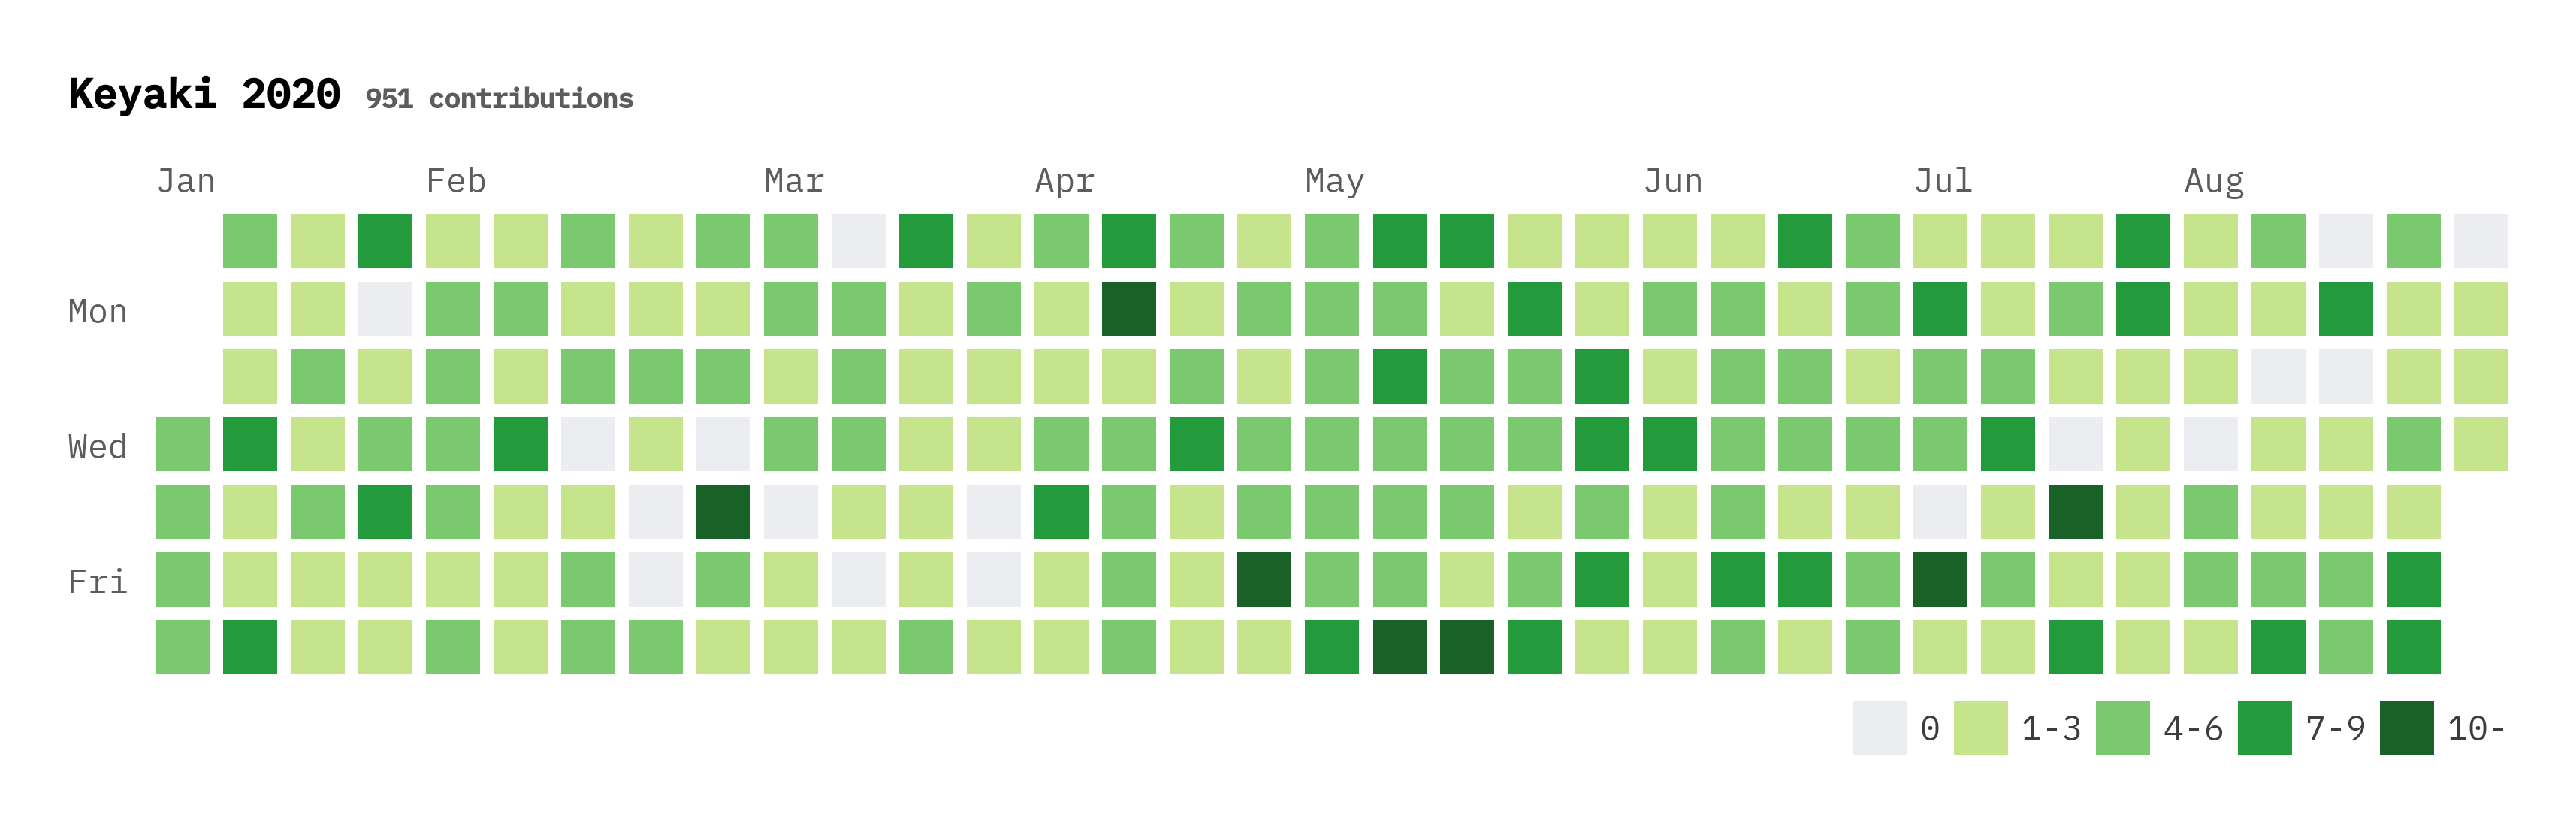 Keyaki 2020 951 contributions
Jan Feb Mar Apr May Jun Jul Aug
Mon
Wed
Fri
0 1-3 4-6 7-9 10-